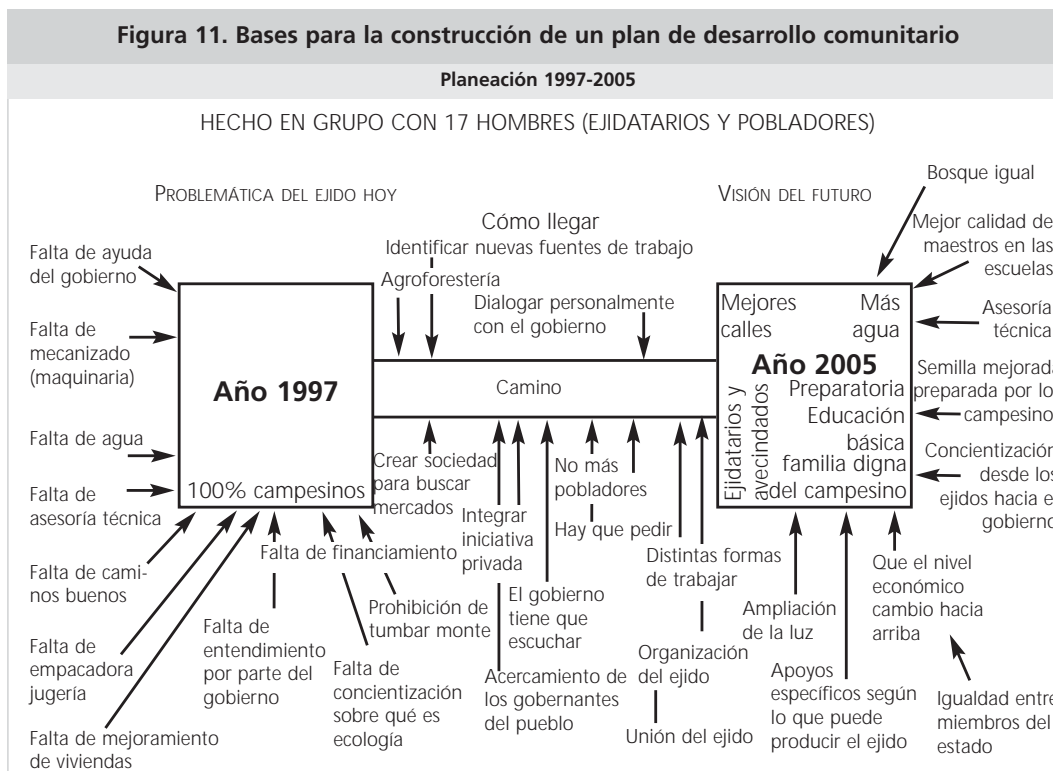 Figura 11. Bases para la construcción de un plan de desarrollo comunitario
Planeación 1997-2005
HECHO EN GRUPO CON 17 HOMBRES (EJIDATARIOS Y POBLADORES)
PROBLEMÁTICA DEL EJIDO HOY
Falta de ayuda
del gobierno
Falta de
mecanizado
(maquinaria)
Falta de agua
Falta de
asesoría técnica
Falta de cami-
nos buenos
Falta de
empacadora
jugería
Falta de mejoramiento
de viviendas
Año 1997
100% campesinos
Falta de financiamiento
Falta de
entendimiento
por parte del
gobierno
Prohibición de
tumbar monte
Falta de
concientización
sobre qué es
ecología
Cómo llegar
Identificar nuevas fuentes de trabajo
Agroforestería
Dialogar personalmente
con el gobierno
Camino
Crear sociedad
para buscar
mercados
Integrar
iniciativa
privada
No más
pobladores
Hay que pedir
El gobierno
tiene que
escuchar
Acercamiento de
los gobernantes
del pueblo
Distintas formas
de trabajar
Organización
del ejido
Unión del ejido
VISIÓN DEL FUTURO
Mejores
calles
Más
agua
Año 2005
Ejidatarios y
avecindados
Preparatoria
Educación
básica
familia digna
del campesino
Bosque igual
Mejor calidad de
maestros en las
escuelas
Asesoría
técnica
Semilla mejorada
preparada por lo
campesino
Concientización
desde los
ejidos hacia e
gobierno
Que el nivel
económico
cambio hacia
arriba
Igualdad entre
miembros del
estado
Ampliación
de la luz
Apoyos
específicos según
lo que puede
producir el ejido